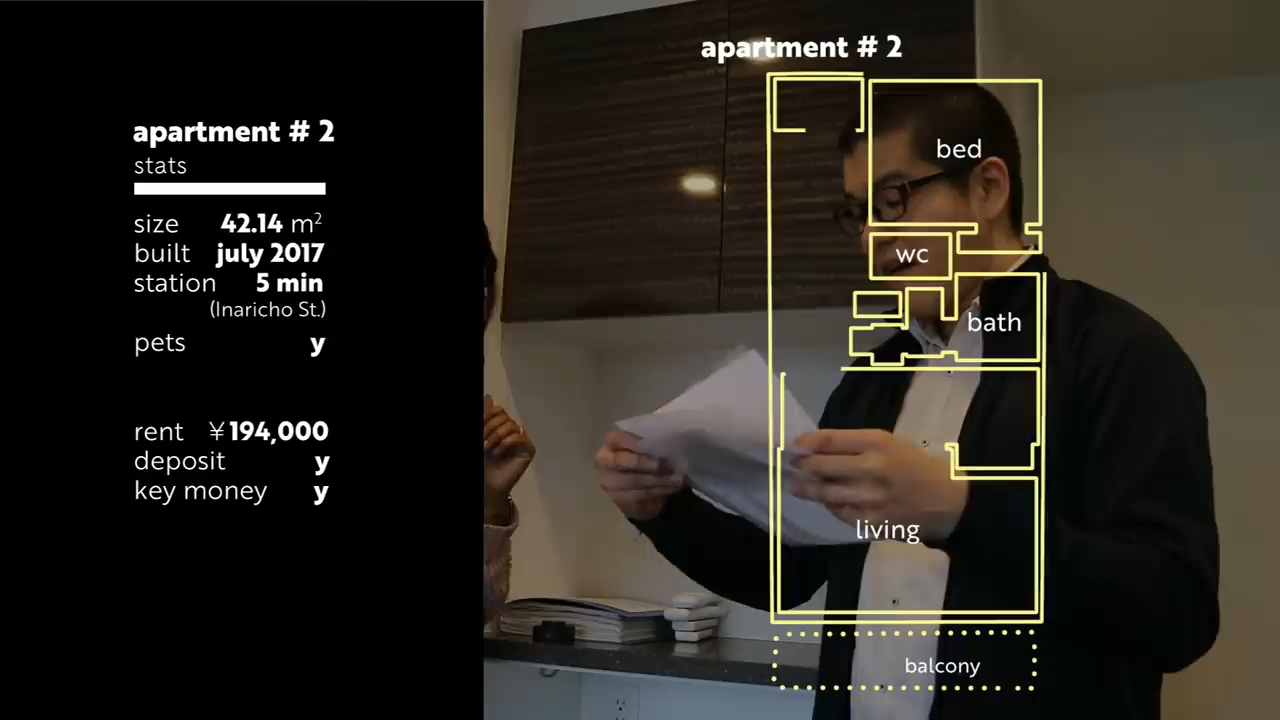 apartment # 2
stats
size 42.14 m²
built july 2017
station 5 min
(Inaricho St.)
pets y
rent ¥194,000
deposit y
key money y
apartment # 2
bed
wc
bath
living
balcony